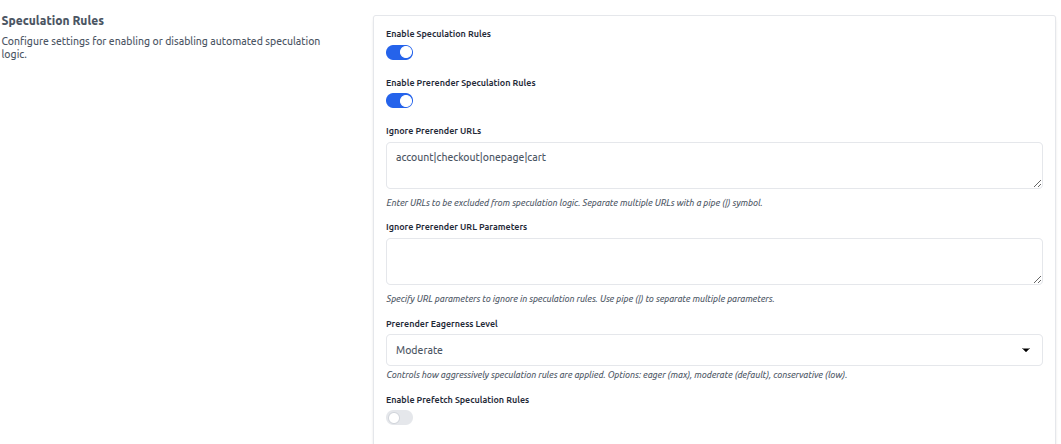 Speculation Rules
Configure settings for enabling or disabling automated speculation
logic.
Enable Speculation Rules
Enable Prerender Speculation Rules
Ignore Prerender URLs
account|checkout|onepage|cart
Enter URLs to be excluded from speculation logic. Separate multiple URLs with a pipe (|) symbol.
Ignore Prerender URL Parameters
Specify URL parameters to ignore in speculation rules. Use pipe (|) to separate multiple parameters.
Prerender Eagerness Level
Moderate
Controls how aggressively speculation rules are applied. Options: eager (max), moderate (default), conservative (low).
Enable Prefetch Speculation Rules